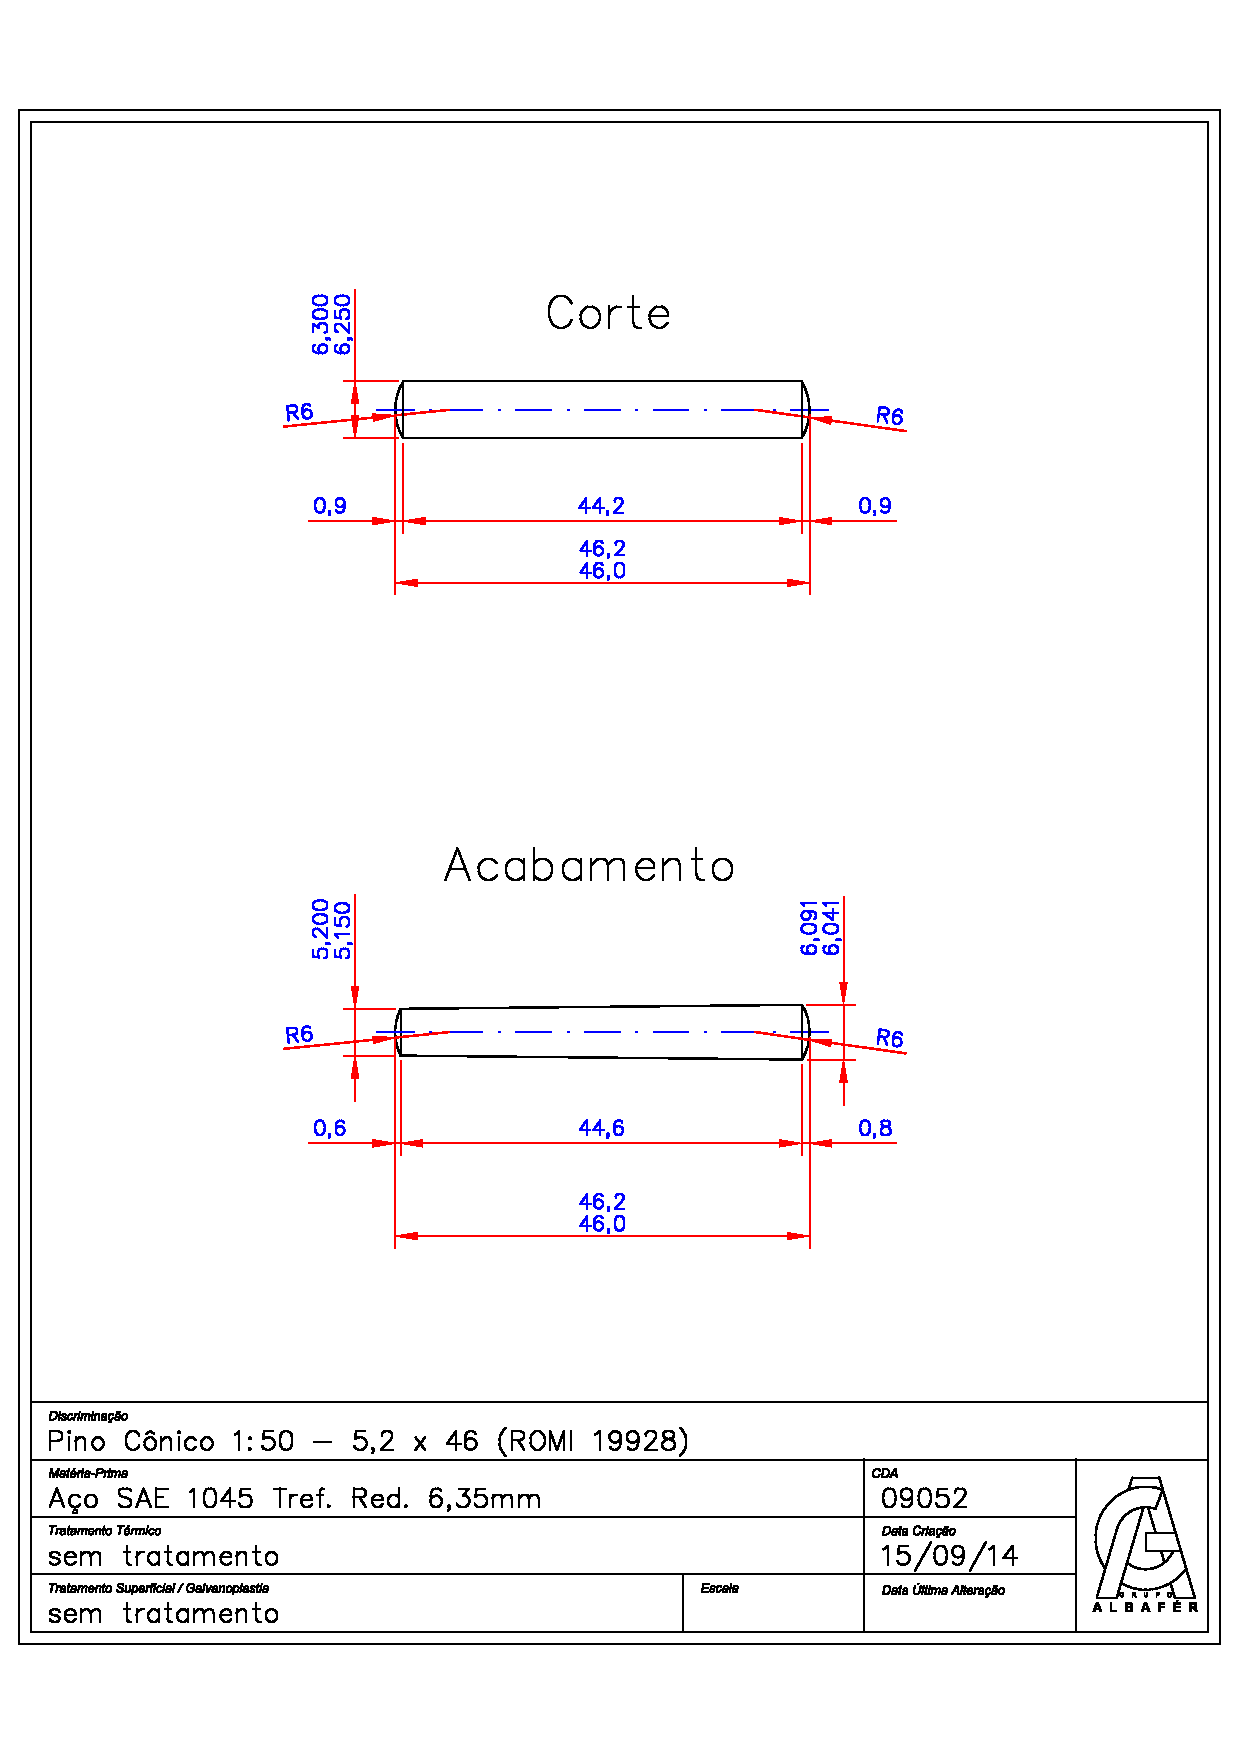 Corte
6,300
6,250
R6
R6
0,9
44,2
0,9
46,2
46,0
Acabamento
5,200
5,150
6,091
6,041
R6
R6
0,6
44,6
0,8
46,2
46,0
Discriminação
Pino Cônico 1:50 – 5,2 x 46 (ROMI 19928)
Matéria-Prima
Aço SAE 1045 Tref. Red. 6,35mm
CDA
09052
Tratamento Térmico
sem tratamento
Data Criação
15/09/14
Tratamento Superficial / Galvanoplastia
sem tratamento
Escala
Data Última Alteração
GRUPO
ALBAFÉR